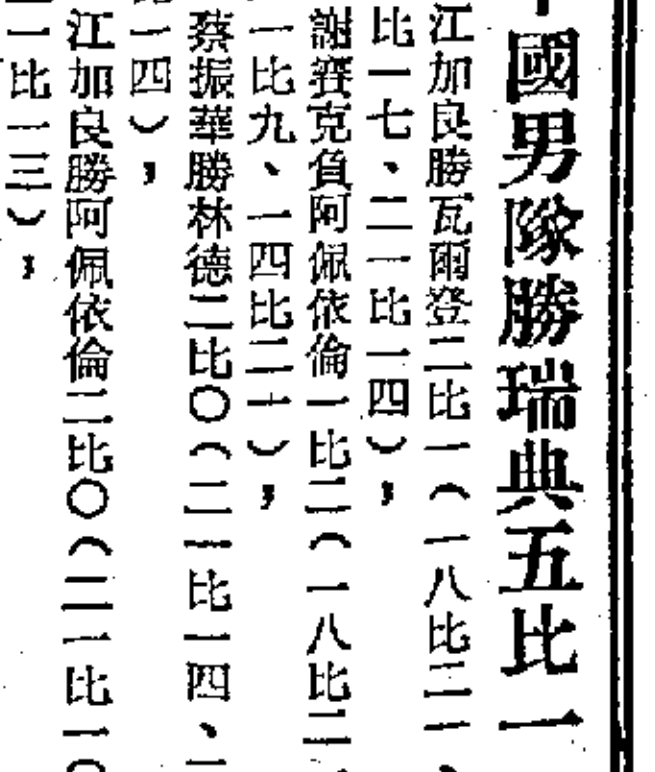 國男隊勝瑞典五比一
江加良勝瓦爾登二比一（一八比二一、
比一七、二一比一四），
謝賽克負阿佩依倫一比二（一八比二
一比九、一四比二一），
蔡振華勝林德二比〇（二一比一四、
比一四），
江加良勝阿佩依倫二比〇（二一比一〇
一比一三），